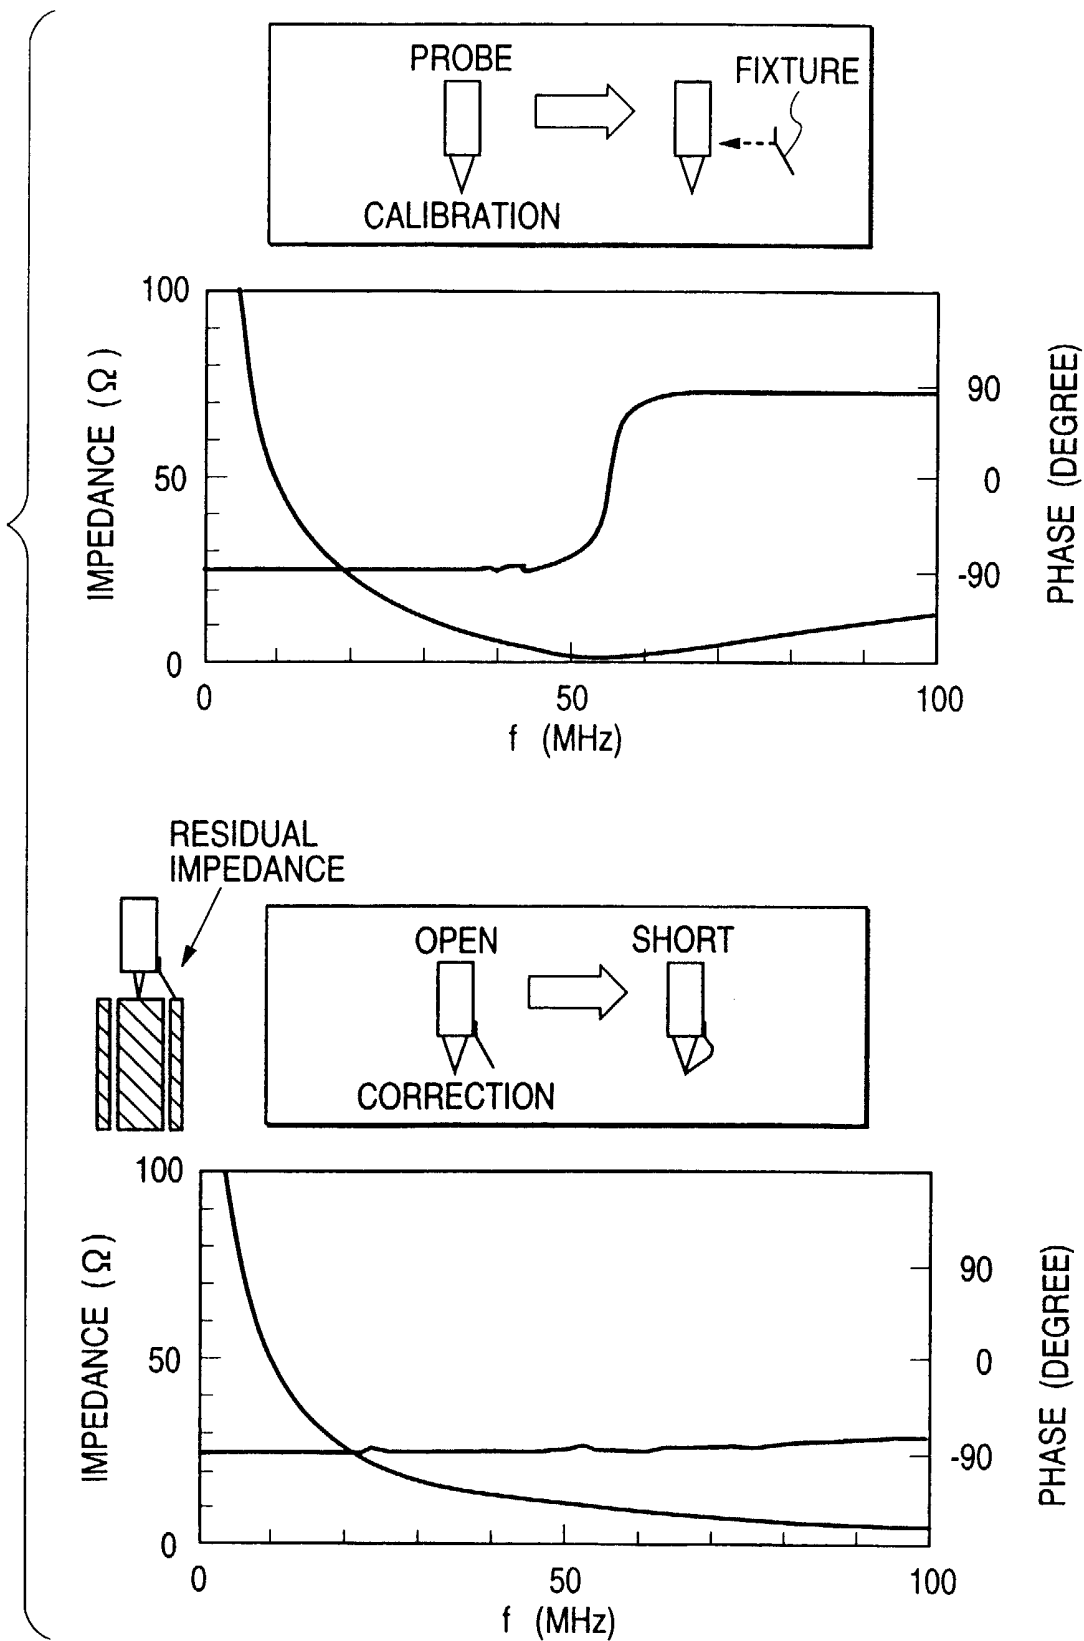 PROBE
FIXTURE
CALIBRATION
100
50
0
IMPEDANCE (Ω)
90
0
-90
PHASE (DEGREE)
0
50
100
f (MHz)
RESIDUAL
IMPEDANCE
OPEN
SHORT
CORRECTION
100
50
0
IMPEDANCE (Ω)
90
0
-90
PHASE (DEGREE)
0
50
100
f (MHz)